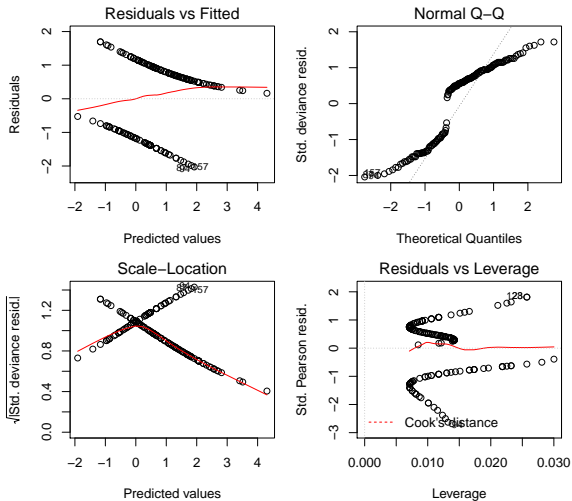 Residuals vs Fitted
Residuals
2
1
0
-1
-2
157
-2 -1 0 1 2 3 4
Predicted values
Normal Q-Q
Std. deviance resid.
2
1
0
-1
-2
157
-2 -1 0 1 2
Theoretical Quantiles
Scale-Location
√|Std. deviance resid.|
1.2
0.8
0.4
0.0
157
-2 -1 0 1 2 3 4
Predicted values
Residuals vs Leverage
Std. Pearson resid.
2
1
0
-1
-2
-3
128
Cook's distance
0.000 0.010 0.020 0.030
Leverage